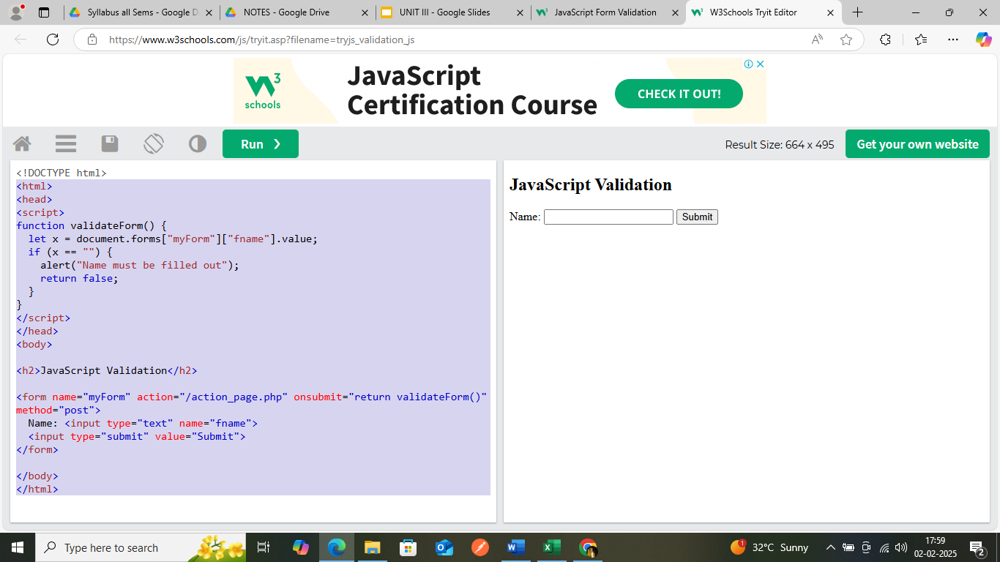 Syllabus all Sems - Google D
NOTES - Google Drive
UNIT III - Google Slides
JavaScript Form Validation
W3Schools Tryit Editor
https://www.w3schools.com/js/tryit.asp?filename=tryjs_validation_js
3
schools
JavaScript
Certification Course
CHECK IT OUT!
Run ❯
Result Size: 664 x 495
Get your own website
<!DOCTYPE html>
<html>
<head>
<script>
function validateForm() {
  let x = document.forms["myForm"]["fname"].value;
  if (x == "") {
    alert("Name must be filled out");
    return false;
  }
}
</script>
</head>
<body>

<h2>JavaScript Validation</h2>

<form name="myForm" action="/action_page.php" onsubmit="return validateForm()"
method="post">
  Name: <input type="text" name="fname">
  <input type="submit" value="Submit">
</form>

</body>
</html>
JavaScript Validation
Name: Submit
Type here to search
1
32°C Sunny
17:59
02-02-2025
2